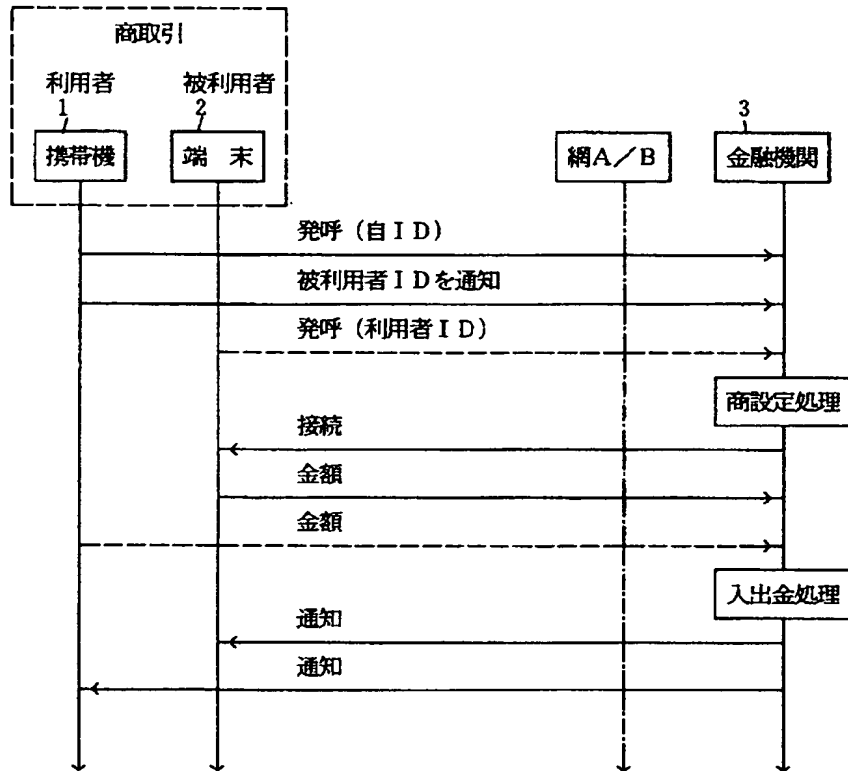 商取引
利用者 被利用者
1 2 3
携帯機 端 末 網A/B 金融機関
発呼(自ID)
被利用者IDを通知
発呼(利用者ID)
商設定処理
接続
金額
金額
入出金処理
通知
通知